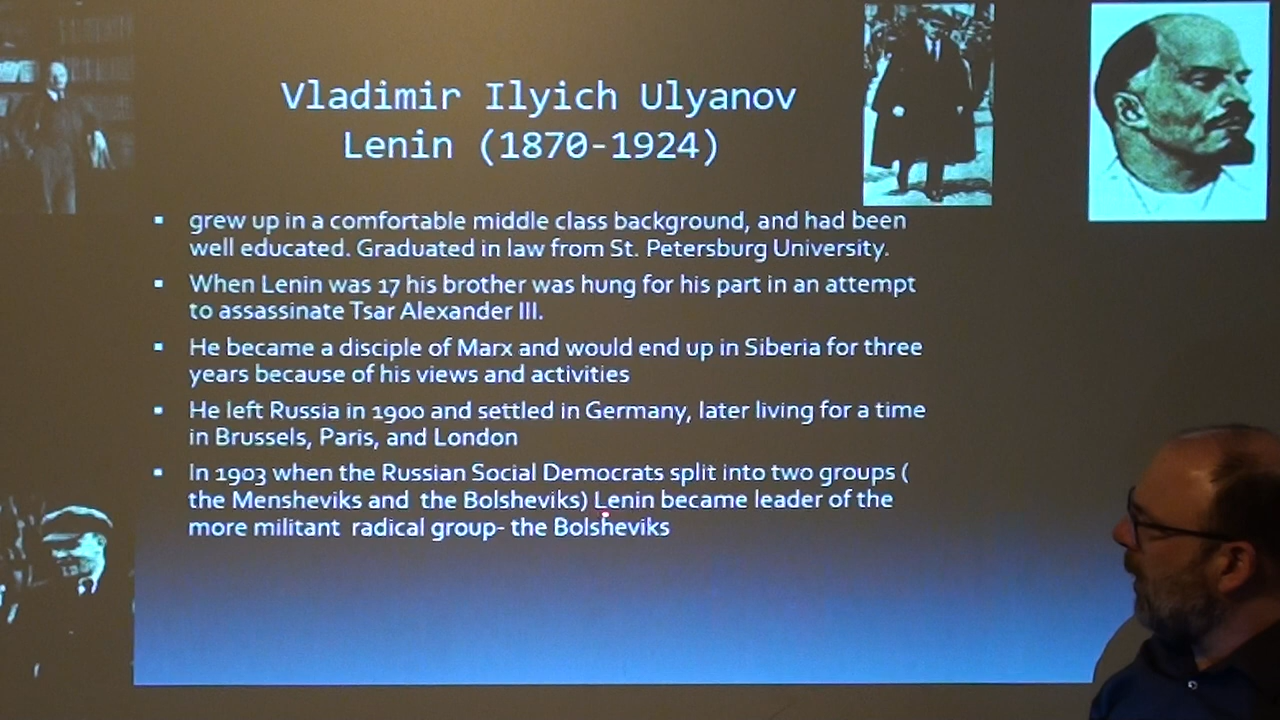 Vladimir Ilyich Ulyanov
Lenin (1870-1924)
▪ grew up in a comfortable middle class background, and had been
well educated. Graduated in law from St. Petersburg University.
▪ When Lenin was 17 his brother was hung for his part in an attempt
to assassinate Tsar Alexander III.
▪ He became a disciple of Marx and would end up in Siberia for three
years because of his views and activities
▪ He left Russia in 1900 and settled in Germany, later living for a time
in Brussels, Paris, and London
▪ In 1903 when the Russian Social Democrats split into two groups (
the Mensheviks and  the Bolsheviks) Lenin became leader of the
more militant  radical group- the Bolsheviks